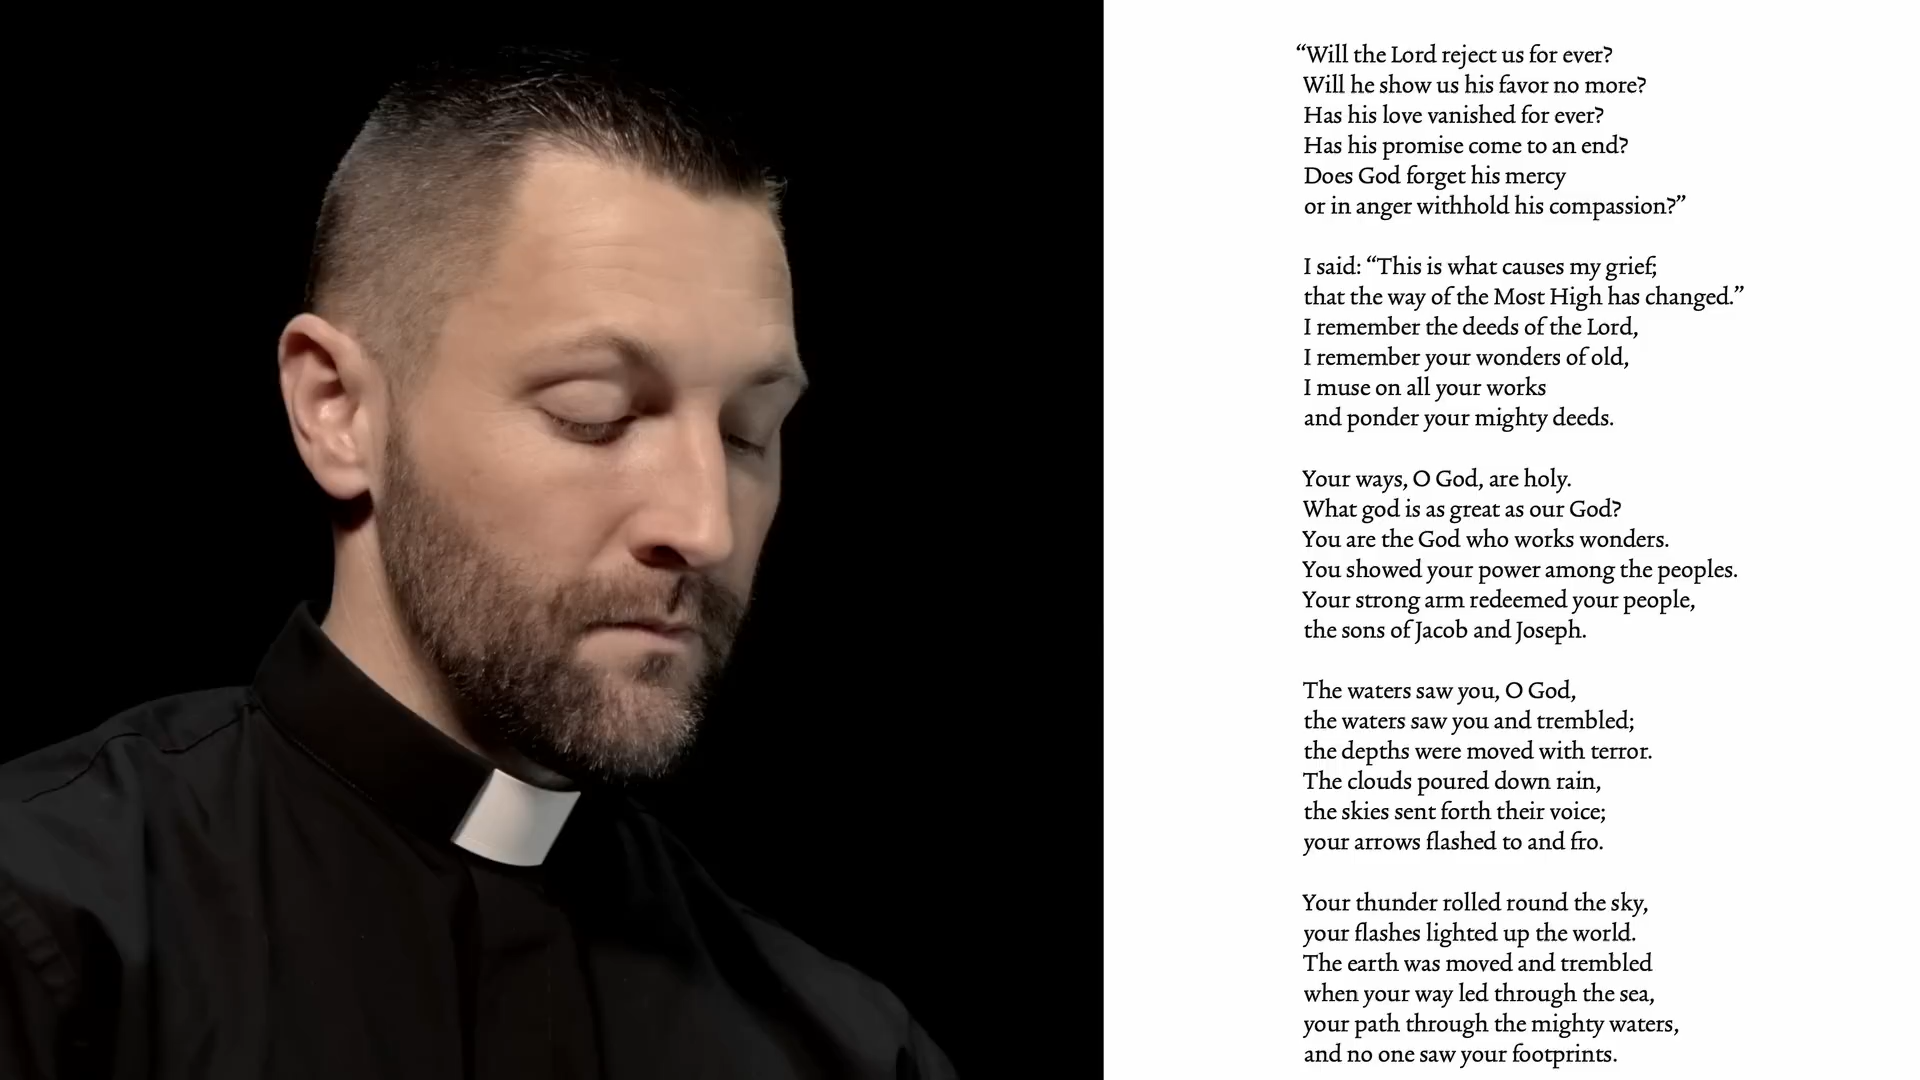 “Will the Lord reject us for ever?
Will he show us his favor no more?
Has his love vanished for ever?
Has his promise come to an end?
Does God forget his mercy
or in anger withhold his compassion?”
I said: “This is what causes my grief;
that the way of the Most High has changed.”
I remember the deeds of the Lord,
I remember your wonders of old,
I muse on all your works
and ponder your mighty deeds.
Your ways, O God, are holy.
What god is as great as our God?
You are the God who works wonders.
You showed your power among the peoples.
Your strong arm redeemed your people,
the sons of Jacob and Joseph.
The waters saw you, O God,
the waters saw you and trembled;
the depths were moved with terror.
The clouds poured down rain,
the skies sent forth their voice;
your arrows flashed to and fro.
Your thunder rolled round the sky,
your flashes lighted up the world.
The earth was moved and trembled
when your way led through the sea,
your path through the mighty waters,
and no one saw your footprints.